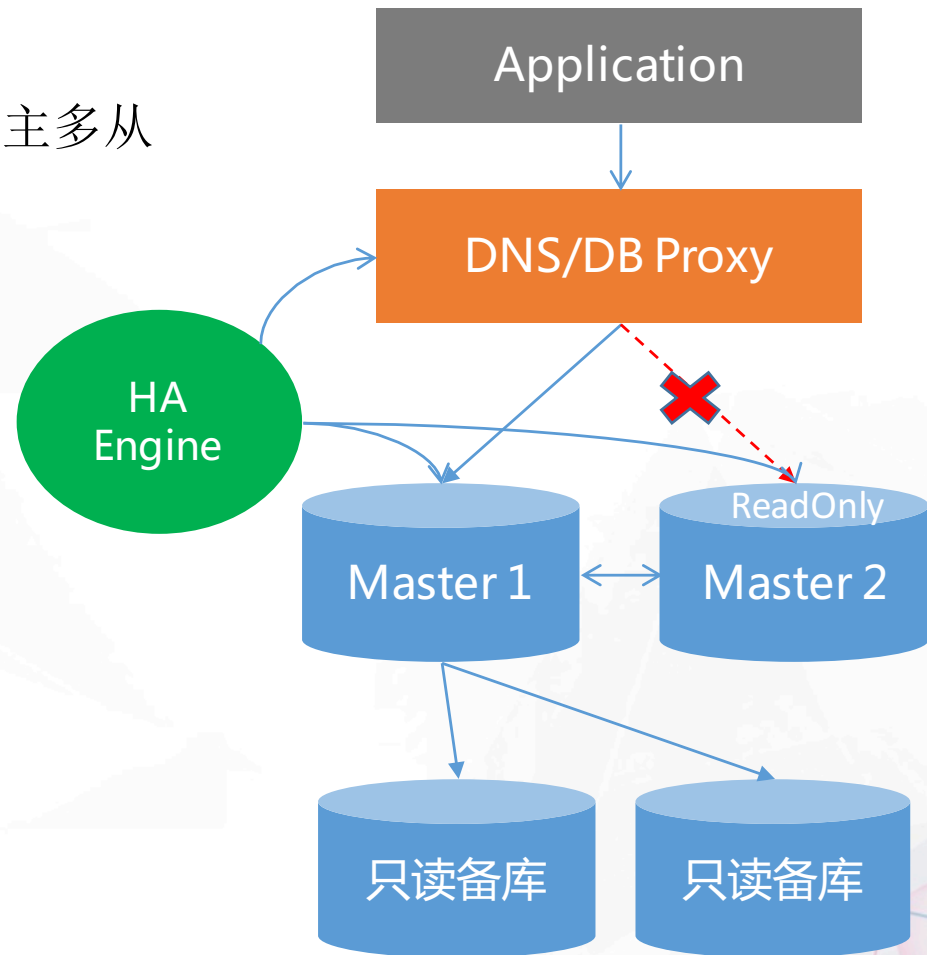 Application
主多从
DNS/DB Proxy
HA
Engine
ReadOnly
Master 1
Master 2
只读备库
只读备库